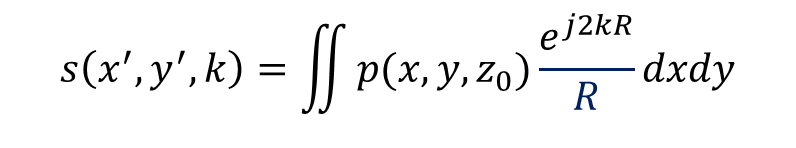 s(x′, y′, k) = ∬ p(x, y, z₀) e^{j2kR}/R dxdy